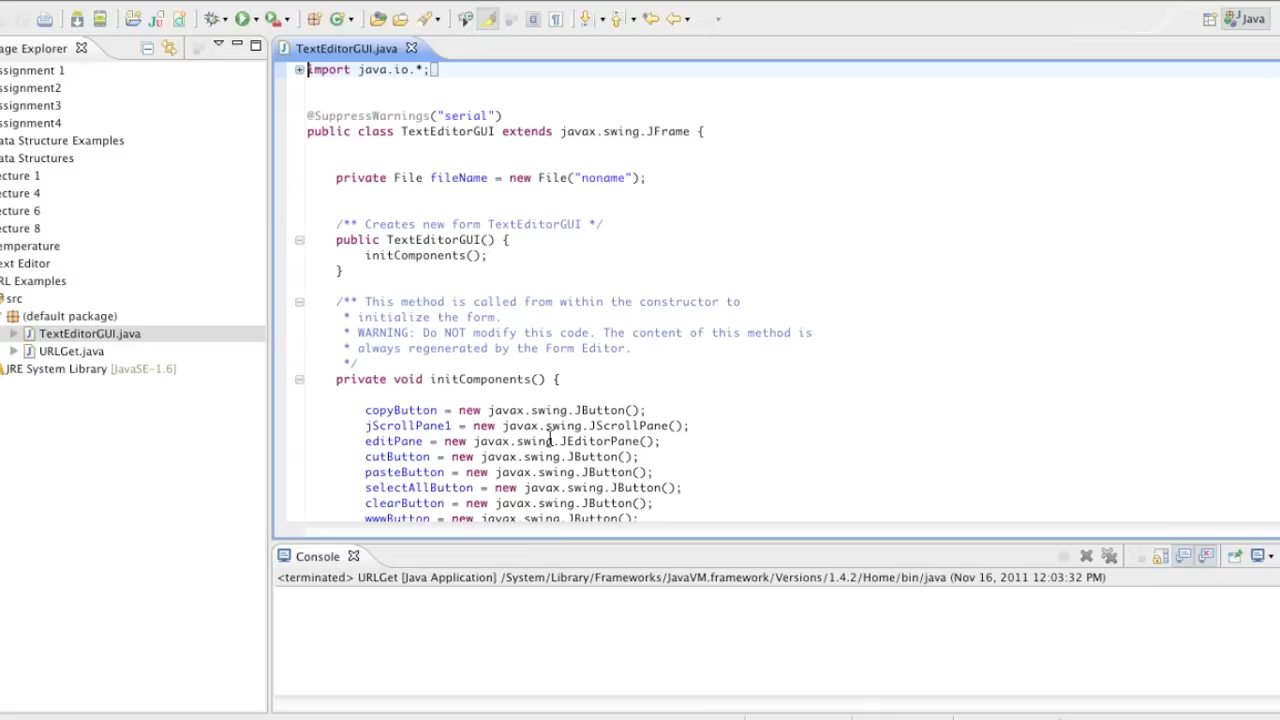 Java
age Explorer
TextEditorGUI.java
ssignment 1
ssignment2
ssignment3
ssignment4
ata Structure Examples
ata Structures
ecture 1
ecture 4
ecture 6
ecture 8
emperature
ext Editor
RL Examples
src
(default package)
TextEditorGUI.java
URLGet.java
JRE System Library [JavaSE-1.6]
import java.io.*;
@SuppressWarnings("serial")
public class TextEditorGUI extends javax.swing.JFrame {
private File fileName = new File("noname");
/** Creates new form TextEditorGUI */
public TextEditorGUI() {
initComponents();
}
/** This method is called from within the constructor to
* initialize the form.
* WARNING: Do NOT modify this code. The content of this method is
* always regenerated by the Form Editor.
*/
private void initComponents() {
copyButton = new javax.swing.JButton();
jScrollPane1 = new javax.swing.JScrollPane();
editPane = new javax.swing.JEditorPane();
cutButton = new javax.swing.JButton();
pasteButton = new javax.swing.JButton();
selectAllButton = new javax.swing.JButton();
clearButton = new javax.swing.JButton();
wwwButton = new javax.swing.JButton();
Console
<terminated> URLGet [Java Application] /System/Library/Frameworks/JavaVM.framework/Versions/1.4.2/Home/bin/java (Nov 16, 2011 12:03:32 PM)